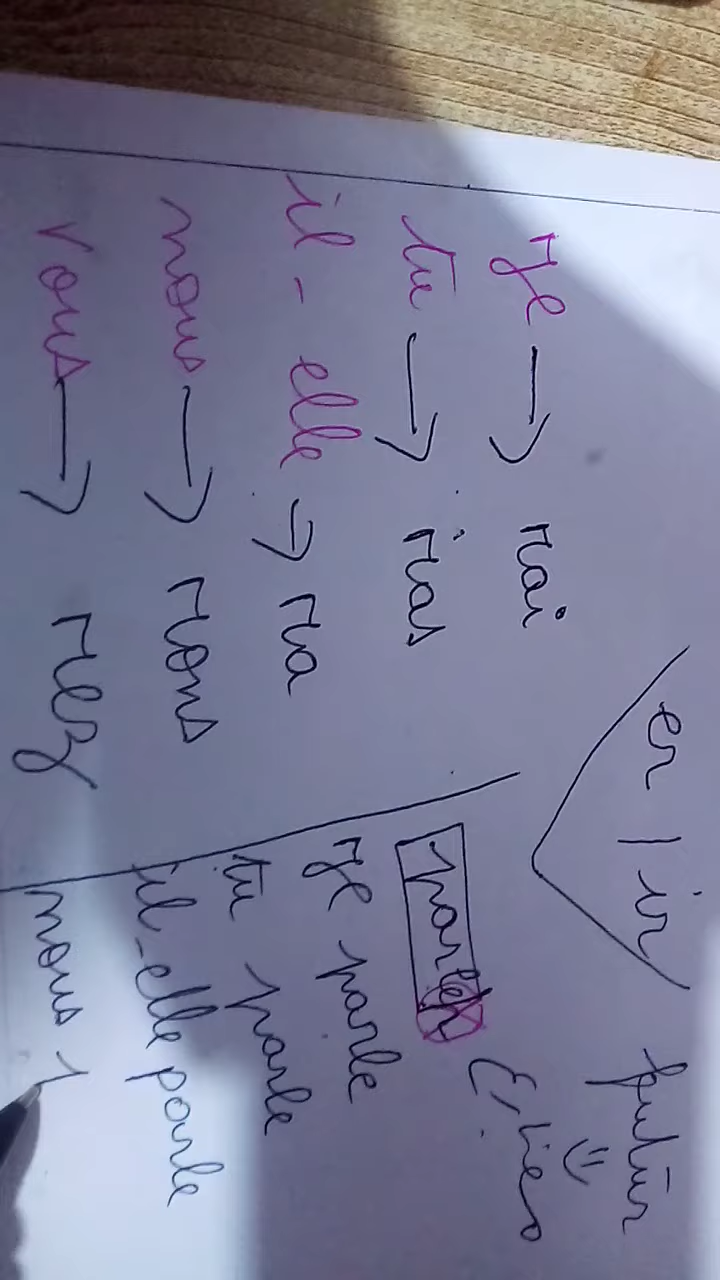 er / ir futur
je → rai
tu → ras
il - elle → ra
nous → rons
vous → rez
parler
je parle
tu parle
il-elle parle
nous